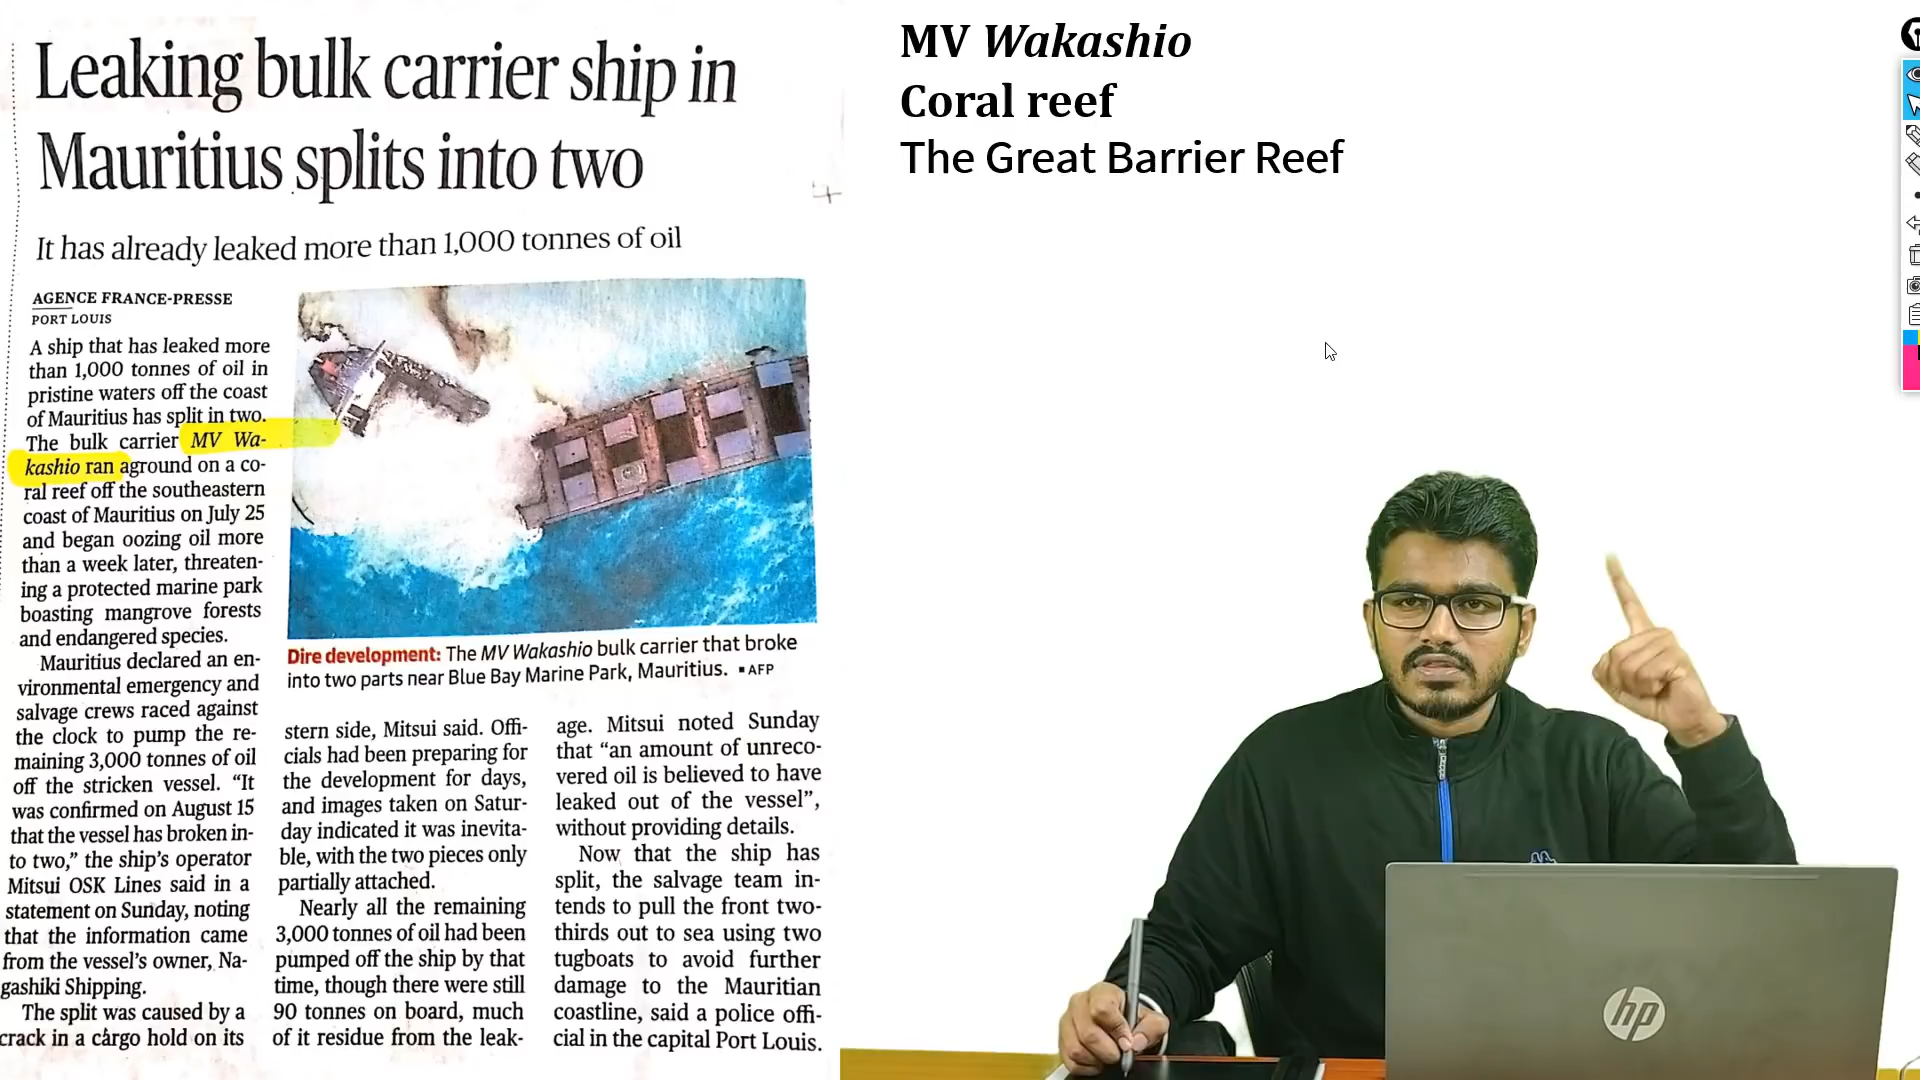 Leaking bulk carrier ship in
Mauritius splits into two
It has already leaked more than 1,000 tonnes of oil
AGENCE FRANCE-PRESSE
PORT LOUIS
A ship that has leaked more
than 1,000 tonnes of oil in
pristine waters off the coast
of Mauritius has split in two.
The bulk carrier MV Wa-
kashio ran aground on a co-
ral reef off the southeastern
coast of Mauritius on July 25
and began oozing oil more
than a week later, threaten-
ing a protected marine park
boasting mangrove forests
and endangered species.
Mauritius declared an en-
vironmental emergency and
salvage crews raced against
the clock to pump the re-
maining 3,000 tonnes of oil
off the stricken vessel. “It
was confirmed on August 15
that the vessel has broken in-
to two,” the ship’s operator
Mitsui OSK Lines said in a
statement on Sunday, noting
that the information came
from the vessel’s owner, Na-
gashiki Shipping.
The split was caused by a
crack in a cargo hold on its
Dire development: The MV Wakashio bulk carrier that broke
into two parts near Blue Bay Marine Park, Mauritius. ▪ AFP
stern side, Mitsui said. Offi-
cials had been preparing for
the development for days,
and images taken on Satur-
day indicated it was inevita-
ble, with the two pieces only
partially attached.
Nearly all the remaining
3,000 tonnes of oil had been
pumped off the ship by that
time, though there were still
90 tonnes on board, much
of it residue from the leak-
age. Mitsui noted Sunday
that “an amount of unreco-
vered oil is believed to have
leaked out of the vessel”,
without providing details.
Now that the ship has
split, the salvage team in-
tends to pull the front two-
thirds out to sea using two
tugboats to avoid further
damage to the Mauritian
coastline, said a police offi-
cial in the capital Port Louis.
MV Wakashio
Coral reef
The Great Barrier Reef
hp